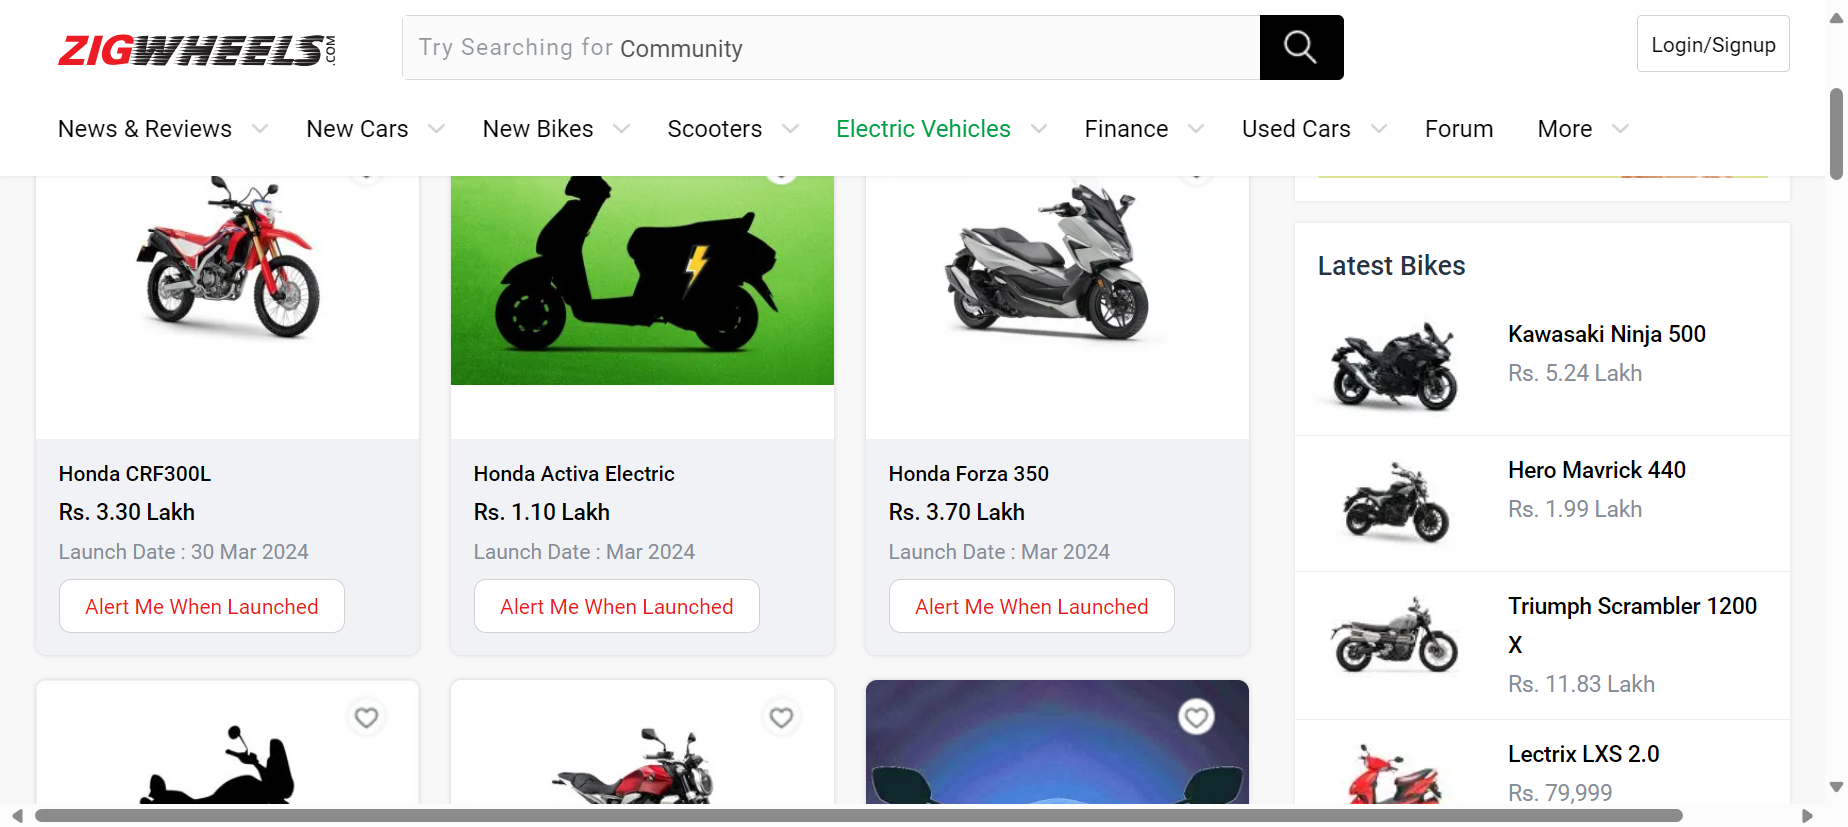 ZIGWHEELS.COM
Try Searching for Community
Login/Signup
News & Reviews
New Cars
New Bikes
Scooters
Electric Vehicles
Finance
Used Cars
Forum
More
Honda CRF300L
Rs. 3.30 Lakh
Launch Date : 30 Mar 2024
Alert Me When Launched
Honda Activa Electric
Rs. 1.10 Lakh
Launch Date : Mar 2024
Alert Me When Launched
Honda Forza 350
Rs. 3.70 Lakh
Launch Date : Mar 2024
Alert Me When Launched
Latest Bikes
Kawasaki Ninja 500
Rs. 5.24 Lakh
Hero Mavrick 440
Rs. 1.99 Lakh
Triumph Scrambler 1200
X
Rs. 11.83 Lakh
Lectrix LXS 2.0
Rs. 79,999